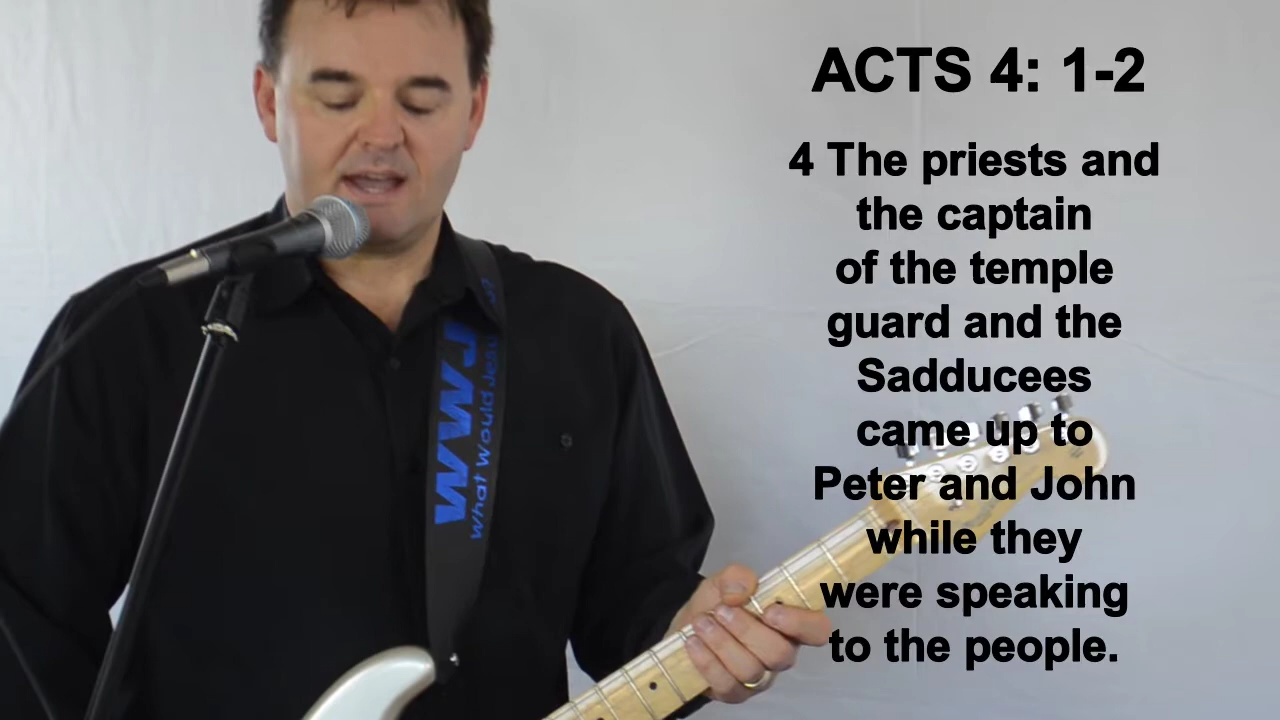 ACTS 4: 1-2
4 The priests and
the captain
of the temple
guard and the
Sadducees
came up to
Peter and John
while they
were speaking
to the people.
WWJ
What Would Jesu